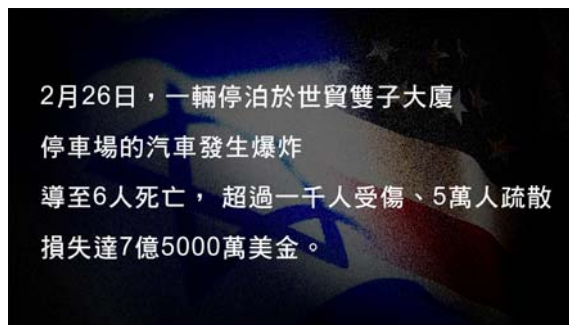 2月26日，一輛停泊於世貿雙子大廈
停車場的汽車發生爆炸
導至6人死亡， 超過一千人受傷、5萬人疏散
損失達7億5000萬美金。